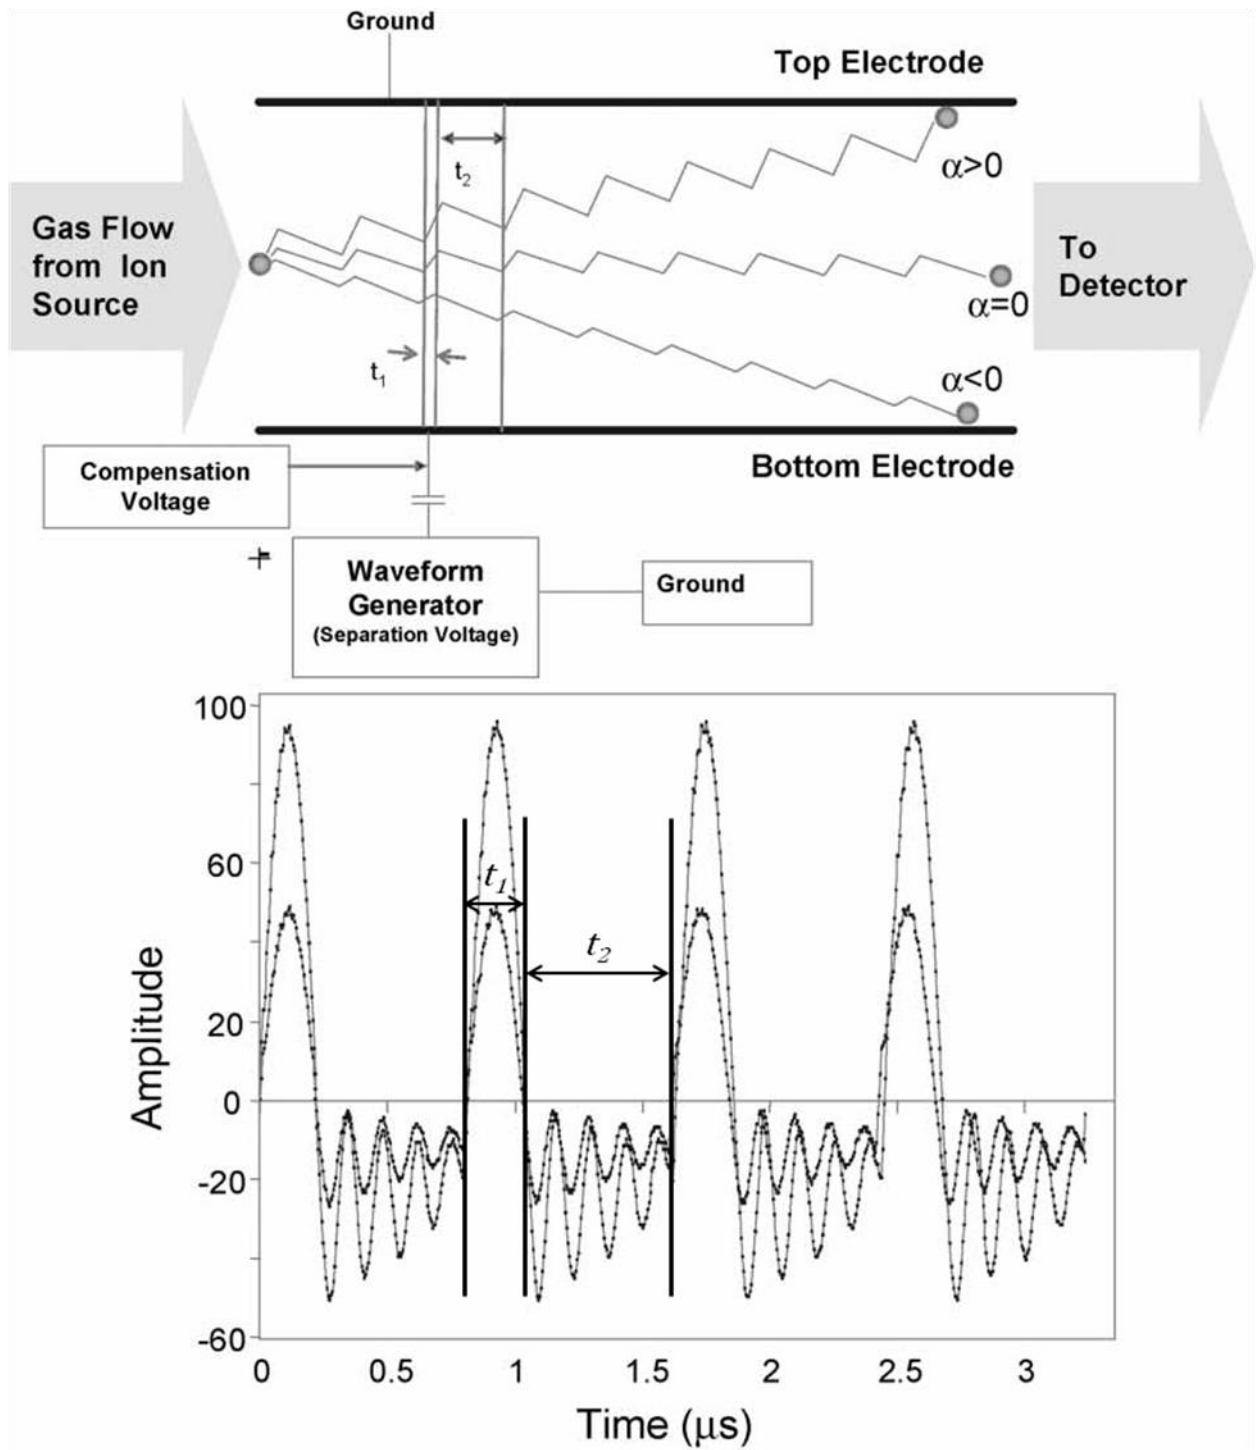 Ground
Top Electrode
t2
α>0
Gas Flow
from Ion
Source
To
Detector
α=0
t1
α<0
Compensation
Voltage
Bottom Electrode
Waveform
Generator
(Separation Voltage)
Ground
100
60
20
0
-20
-60
Amplitude
t1
t2
0
0.5
1
1.5
2
2.5
3
Time (μs)